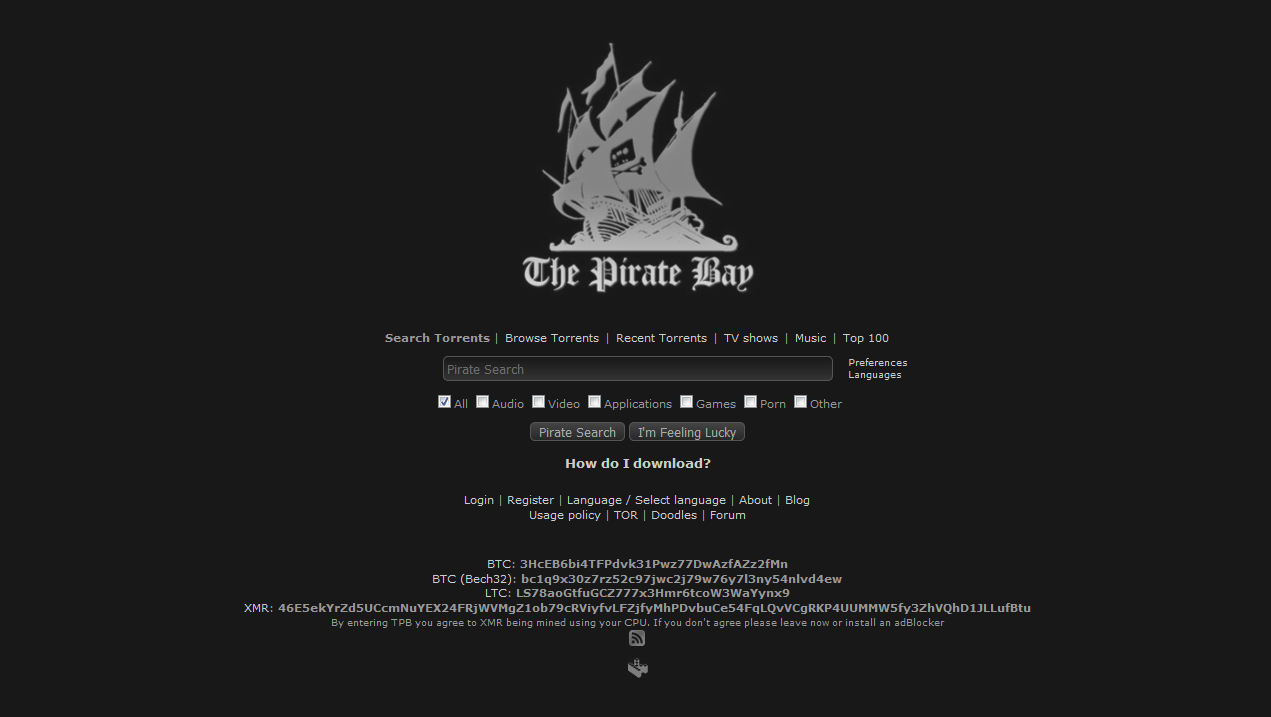 The Pirate Bay
Search Torrents | Browse Torrents | Recent Torrents | TV shows | Music | Top 100
Pirate Search
Preferences
Languages
All Audio Video Applications Games Porn Other
Pirate Search I'm Feeling Lucky
How do I download?
Login | Register | Language / Select language | About | Blog
Usage policy | TOR | Doodles | Forum
BTC: 3HcEB6bi4TFPdvk31Pwz77DwAzfAZz2fMn
BTC (Bech32): bc1q9x30z7rz52c97jwc2j79w76y7l3ny54nlvd4ew
LTC: LS78aoGtfuGCZ777x3Hmr6tcoW3WaYynx9
XMR: 46E5ekYrZd5UCcmNuYEX24FRjWVMgZ1ob79cRViyfvLFZjfyMhPDvbuCe54FqLQvVCgRKP4UUMMW5fy3ZhVQhD1JLLufBtu
By entering TPB you agree to XMR being mined using your CPU. If you don't agree please leave now or install an adBlocker